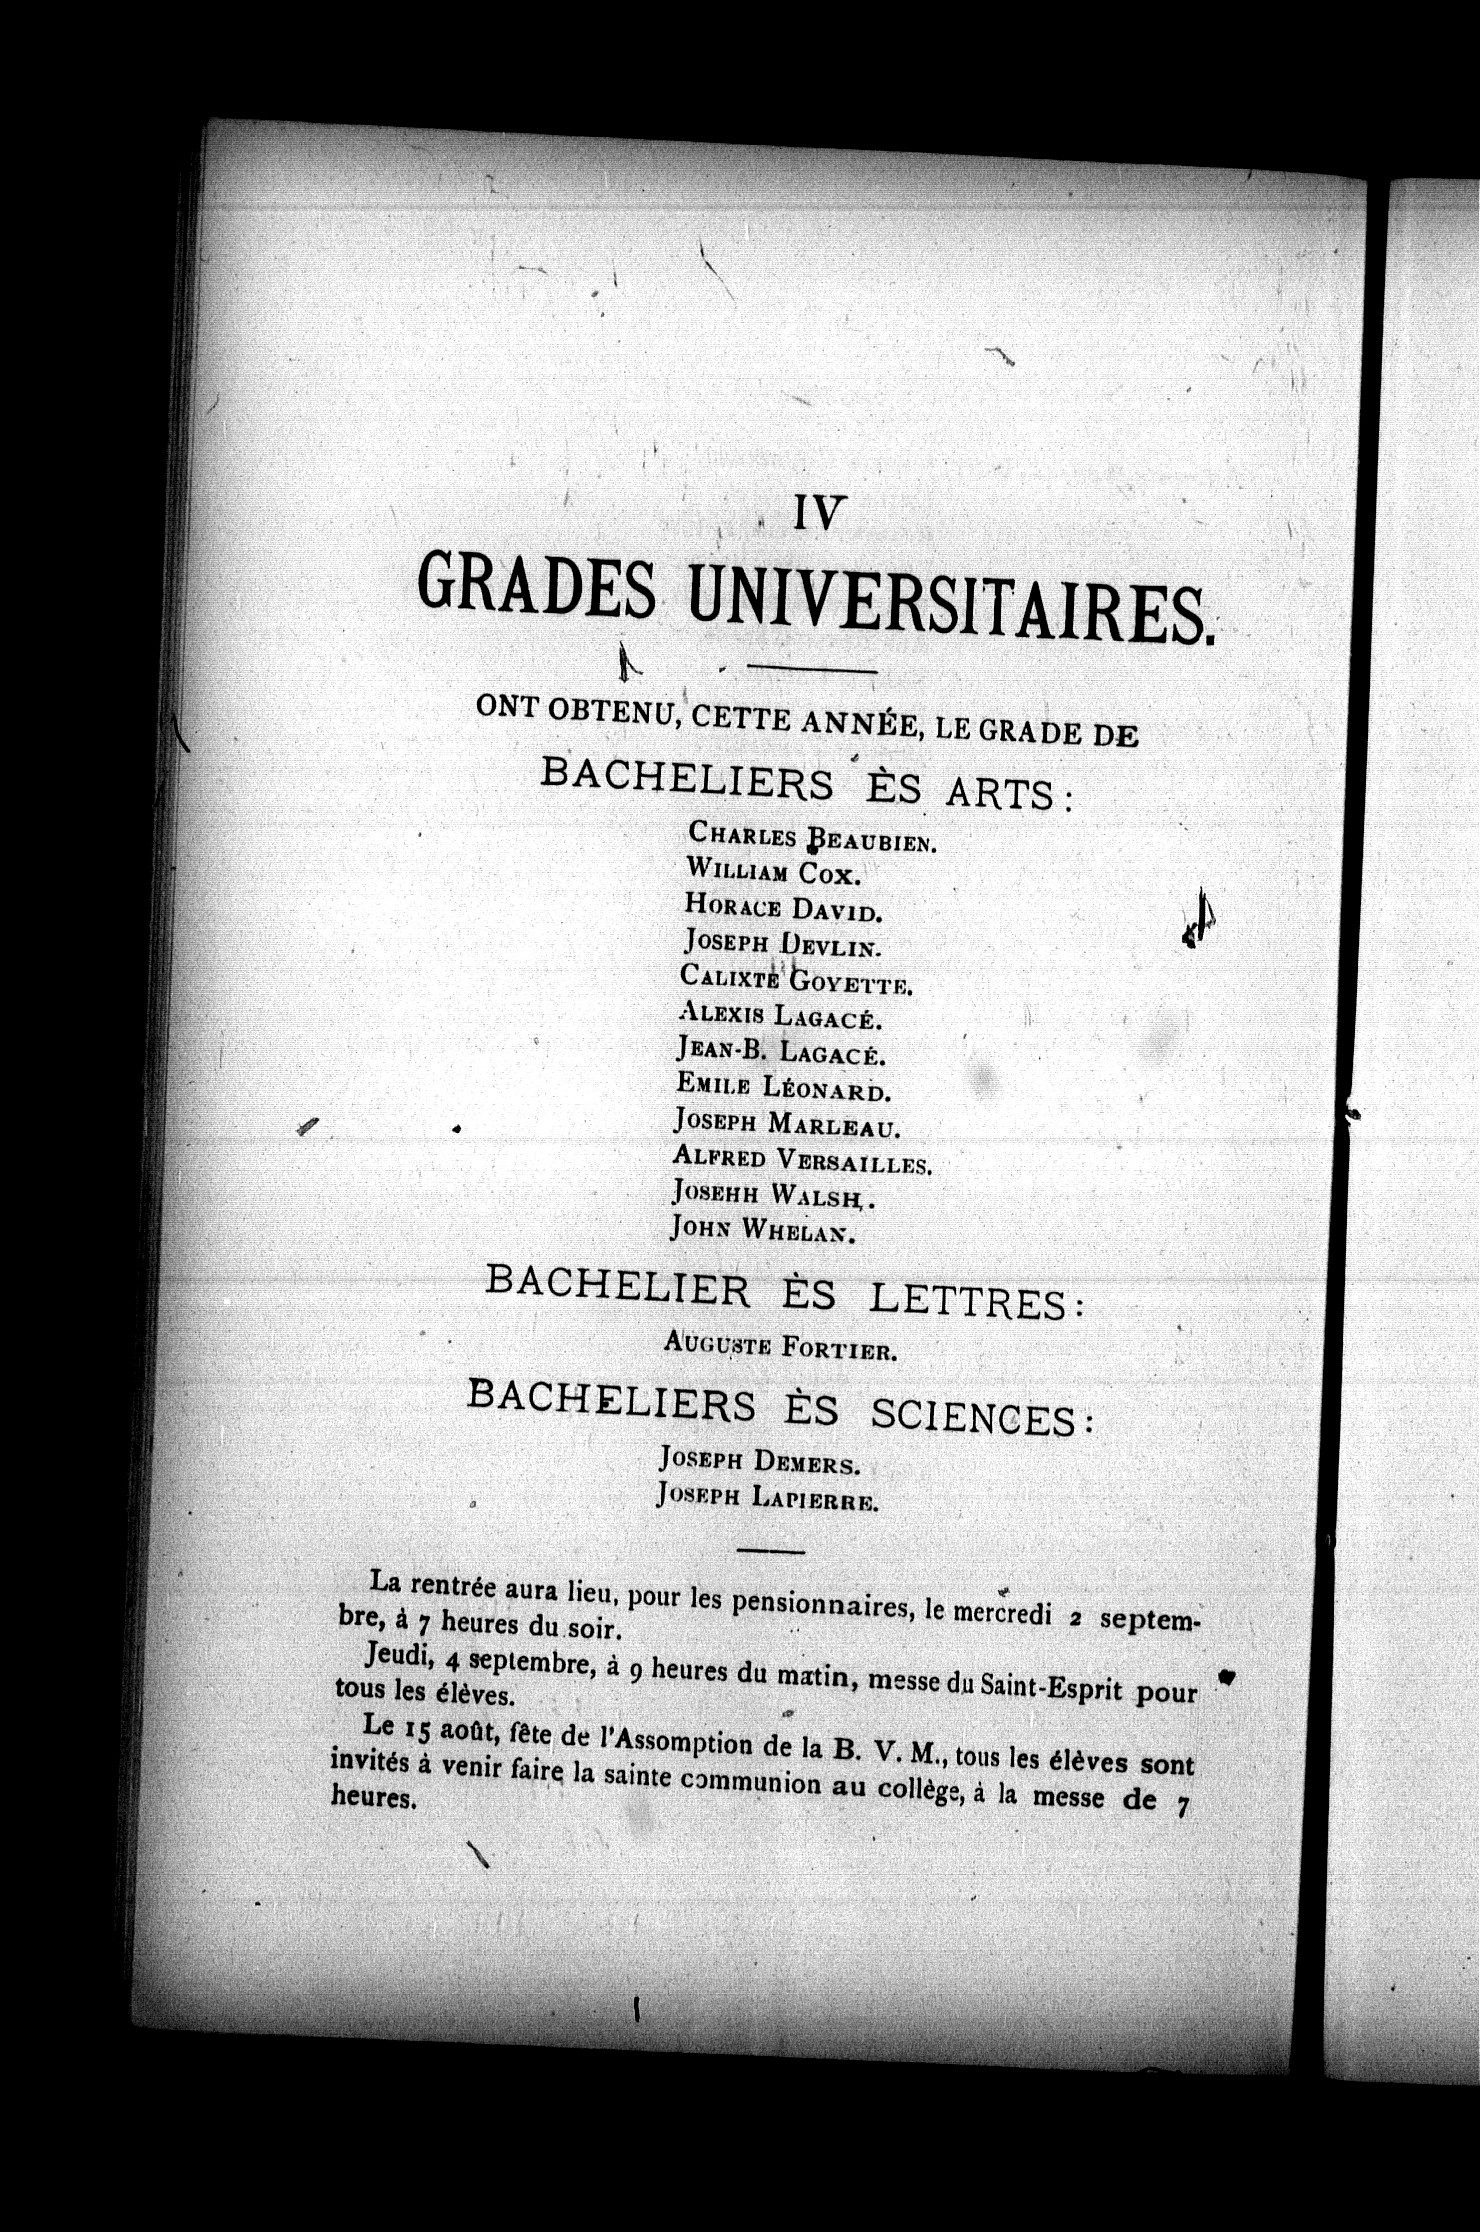 IV
GRADES UNIVERSITAIRES.
ONT OBTENU, CETTE ANNÉE, LE GRADE DE
BACHELIERS ÈS ARTS :
CHARLES BEAUBIEN.
WILLIAM COX.
HORACE DAVID.
JOSEPH DEVLIN.
CALIXTE GOYETTE.
ALEXIS LAGACÉ.
JEAN-B. LAGACÉ.
EMILE LÉONARD.
JOSEPH MARLEAU.
ALFRED VERSAILLES.
JOSEHH WALSH.
JOHN WHELAN.
BACHELIER ÈS LETTRES :
AUGUSTE FORTIER.
BACHELIERS ÈS SCIENCES :
JOSEPH DEMERS.
JOSEPH LAPIERRE.
La rentrée aura lieu, pour les pensionnaires, le mercredi 2 septem-
bre, à 7 heures du soir.
Jeudi, 4 septembre, à 9 heures du matin, messe du Saint-Esprit pour
tous les élèves.
Le 15 août, fête de l'Assomption de la B. V. M., tous les élèves sont
invités à venir faire la sainte communion au collège, à la messe de 7
heures.